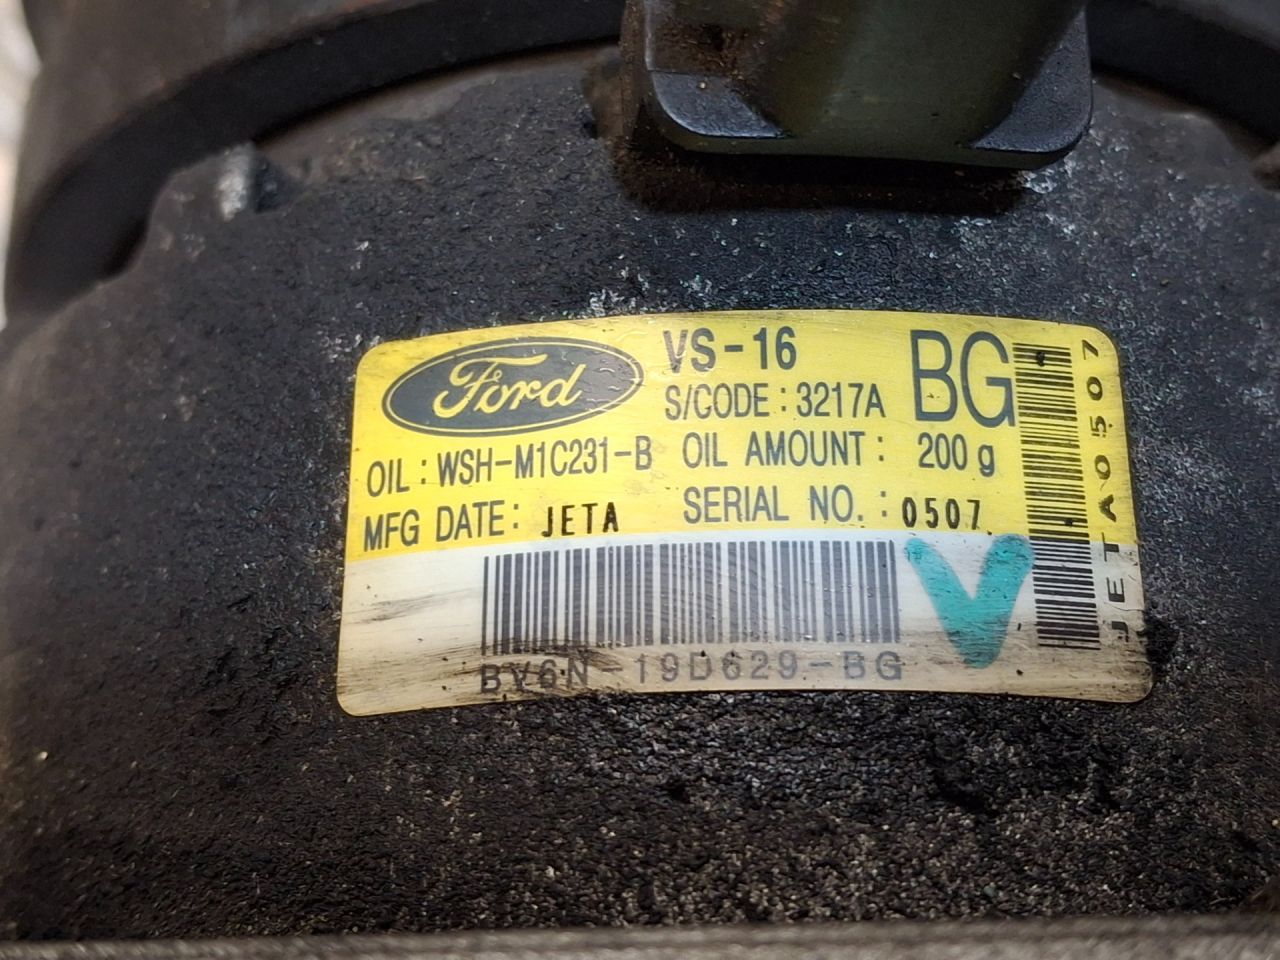 Ford
VS-16
BG
S/CODE : 3217A
OIL : WSH-M1C231-B OIL AMOUNT : 200 g
MFG DATE : JETA SERIAL NO. : 0507
BV6N-19D629-BG
V
JETA0507